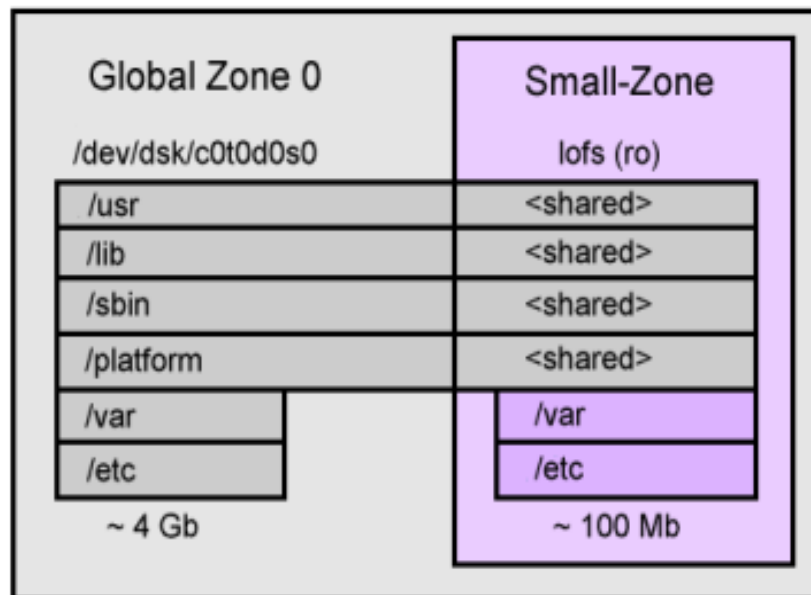 Global Zone 0 Small-Zone
/dev/dsk/c0t0d0s0 lofs (ro)
/usr <shared>
/lib <shared>
/sbin <shared>
/platform <shared>
/var /var
/etc /etc
~ 4 Gb ~ 100 Mb